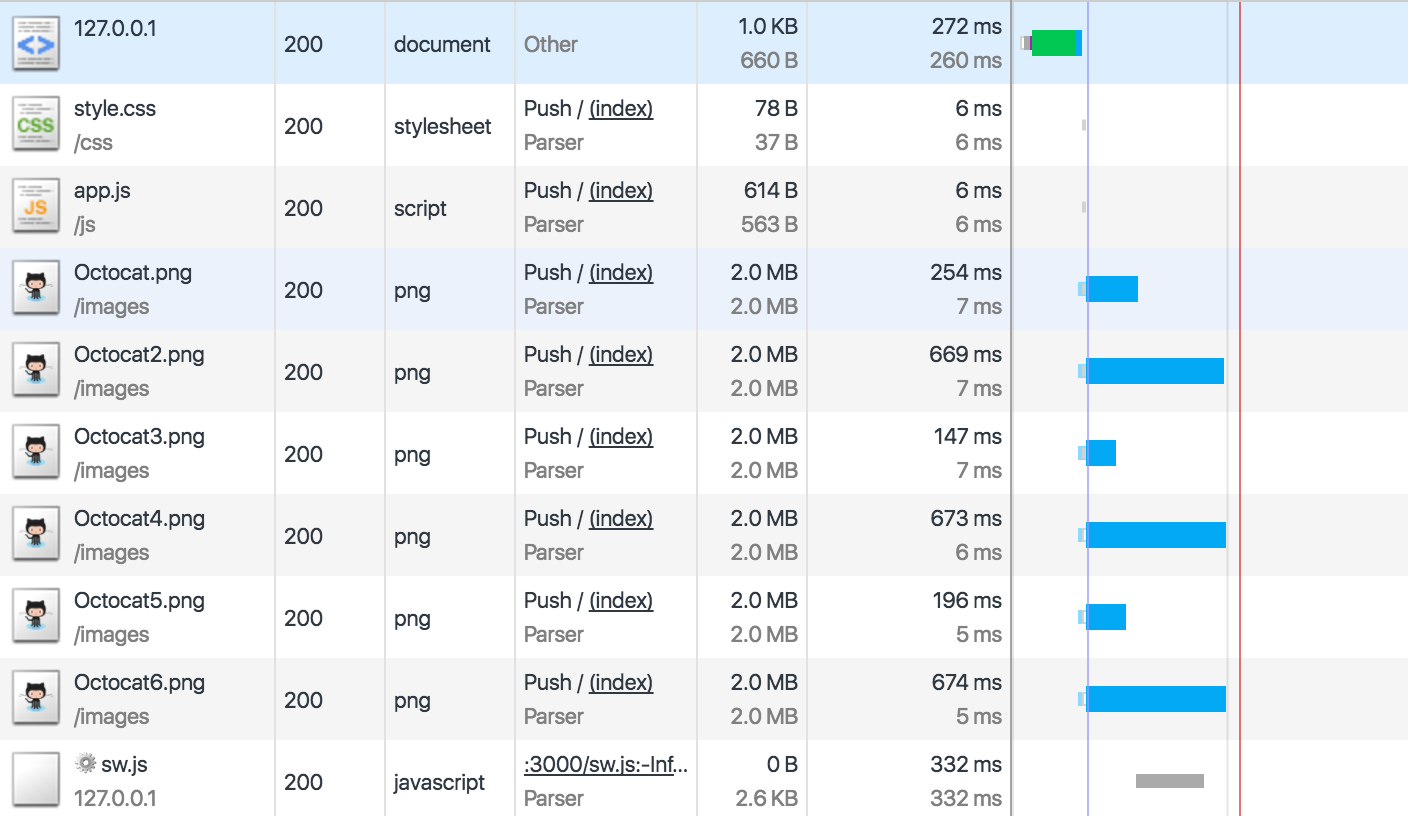 127.0.0.1
200
document
Other
1.0 KB
660 B
272 ms
260 ms
CSS
style.css
/css
200
stylesheet
Push / (index)
Parser
78 B
37 B
6 ms
6 ms
JS
app.js
/js
200
script
Push / (index)
Parser
614 B
563 B
6 ms
6 ms
Octocat.png
/images
200
png
Push / (index)
Parser
2.0 MB
2.0 MB
254 ms
7 ms
Octocat2.png
/images
200
png
Push / (index)
Parser
2.0 MB
2.0 MB
669 ms
7 ms
Octocat3.png
/images
200
png
Push / (index)
Parser
2.0 MB
2.0 MB
147 ms
7 ms
Octocat4.png
/images
200
png
Push / (index)
Parser
2.0 MB
2.0 MB
673 ms
6 ms
Octocat5.png
/images
200
png
Push / (index)
Parser
2.0 MB
2.0 MB
196 ms
5 ms
Octocat6.png
/images
200
png
Push / (index)
Parser
2.0 MB
2.0 MB
674 ms
5 ms
sw.js
127.0.0.1
200
javascript
:3000/sw.js:-Inf...
Parser
0 B
2.6 KB
332 ms
332 ms